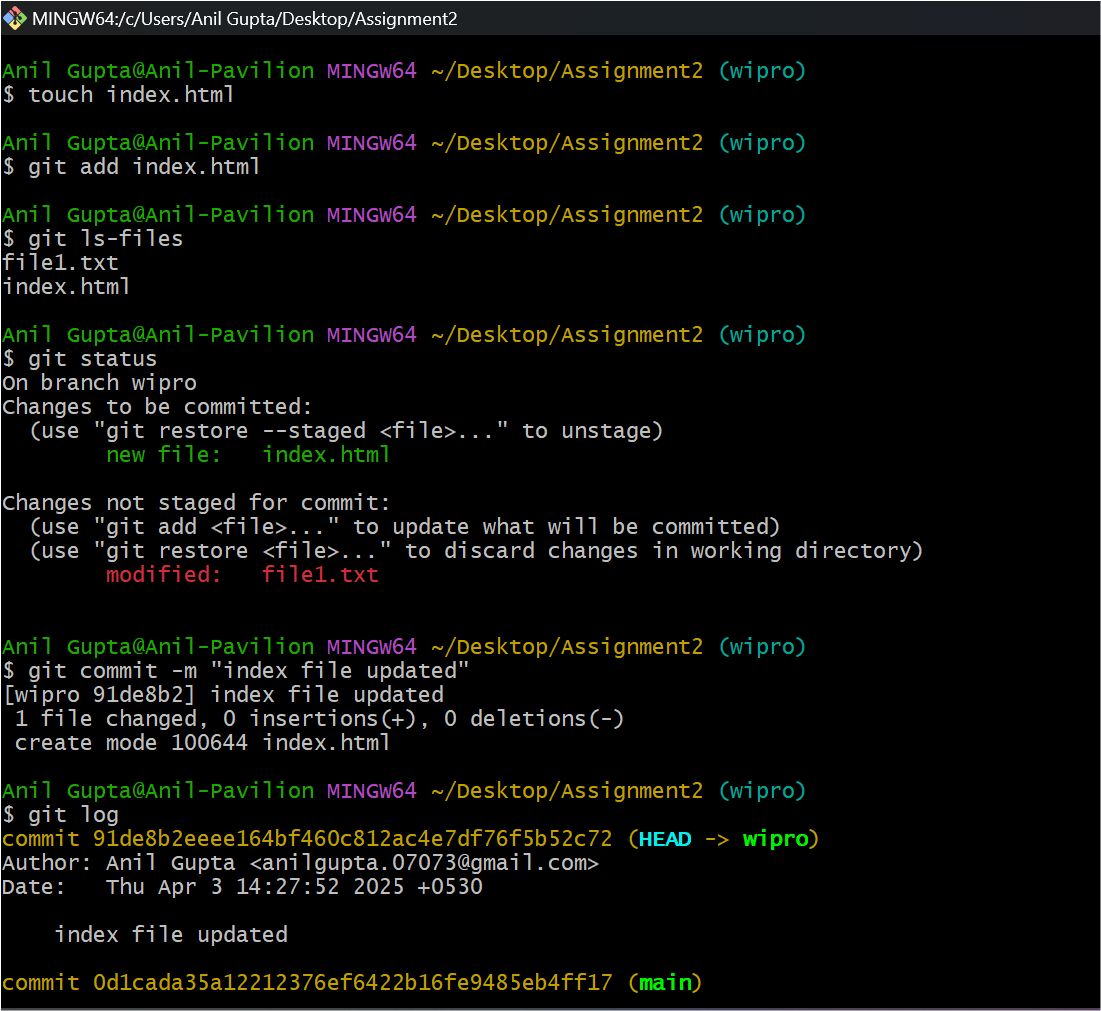 MINGW64:/c/Users/Anil Gupta/Desktop/Assignment2
Anil Gupta@Anil-Pavilion MINGW64 ~/Desktop/Assignment2 (wipro)
$ touch index.html
Anil Gupta@Anil-Pavilion MINGW64 ~/Desktop/Assignment2 (wipro)
$ git add index.html
Anil Gupta@Anil-Pavilion MINGW64 ~/Desktop/Assignment2 (wipro)
$ git ls-files
file1.txt
index.html
Anil Gupta@Anil-Pavilion MINGW64 ~/Desktop/Assignment2 (wipro)
$ git status
On branch wipro
Changes to be committed:
  (use "git restore --staged <file>..." to unstage)
        new file:   index.html
Changes not staged for commit:
  (use "git add <file>..." to update what will be committed)
  (use "git restore <file>..." to discard changes in working directory)
        modified:   file1.txt
Anil Gupta@Anil-Pavilion MINGW64 ~/Desktop/Assignment2 (wipro)
$ git commit -m "index file updated"
[wipro 91de8b2] index file updated
 1 file changed, 0 insertions(+), 0 deletions(-)
 create mode 100644 index.html
Anil Gupta@Anil-Pavilion MINGW64 ~/Desktop/Assignment2 (wipro)
$ git log
commit 91de8b2eeee164bf460c812ac4e7df76f5b52c72 (HEAD -> wipro)
Author: Anil Gupta <anilgupta.07073@gmail.com>
Date:   Thu Apr 3 14:27:52 2025 +0530
    index file updated
commit 0d1cada35a12212376ef6422b16fe9485eb4ff17 (main)